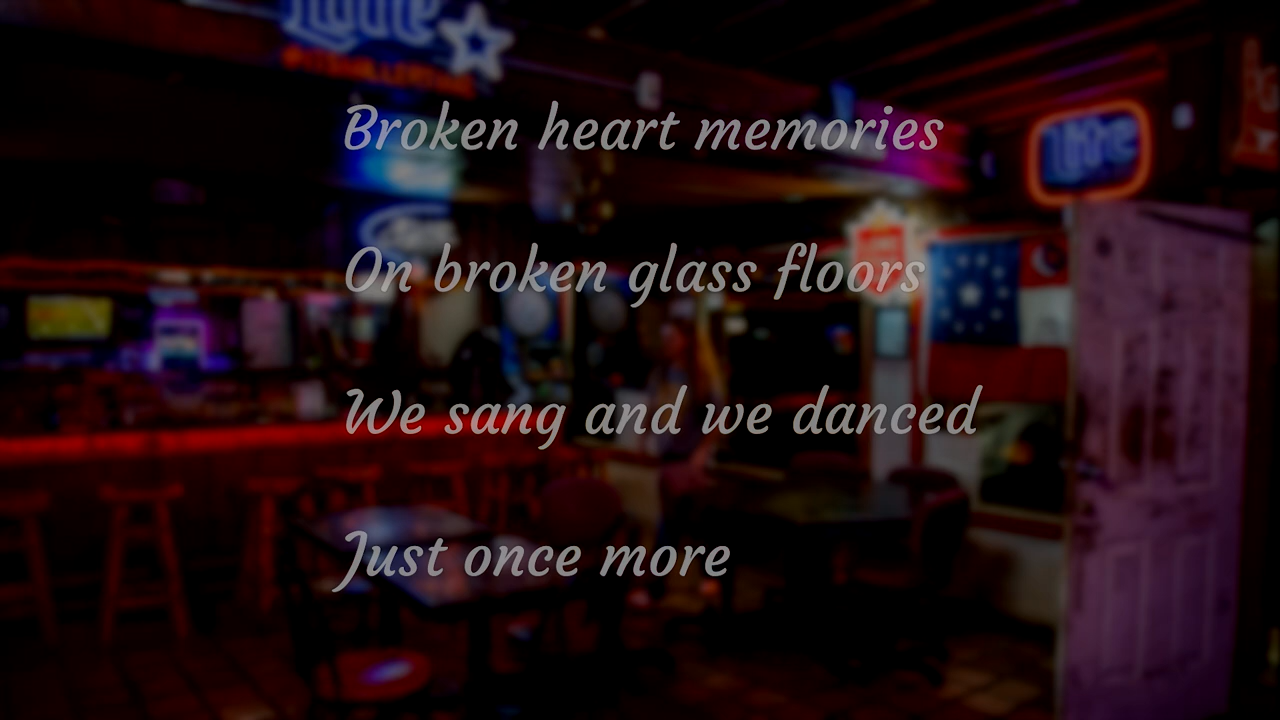 Broken heart memories
On broken glass floors
We sang and we danced
Just once more